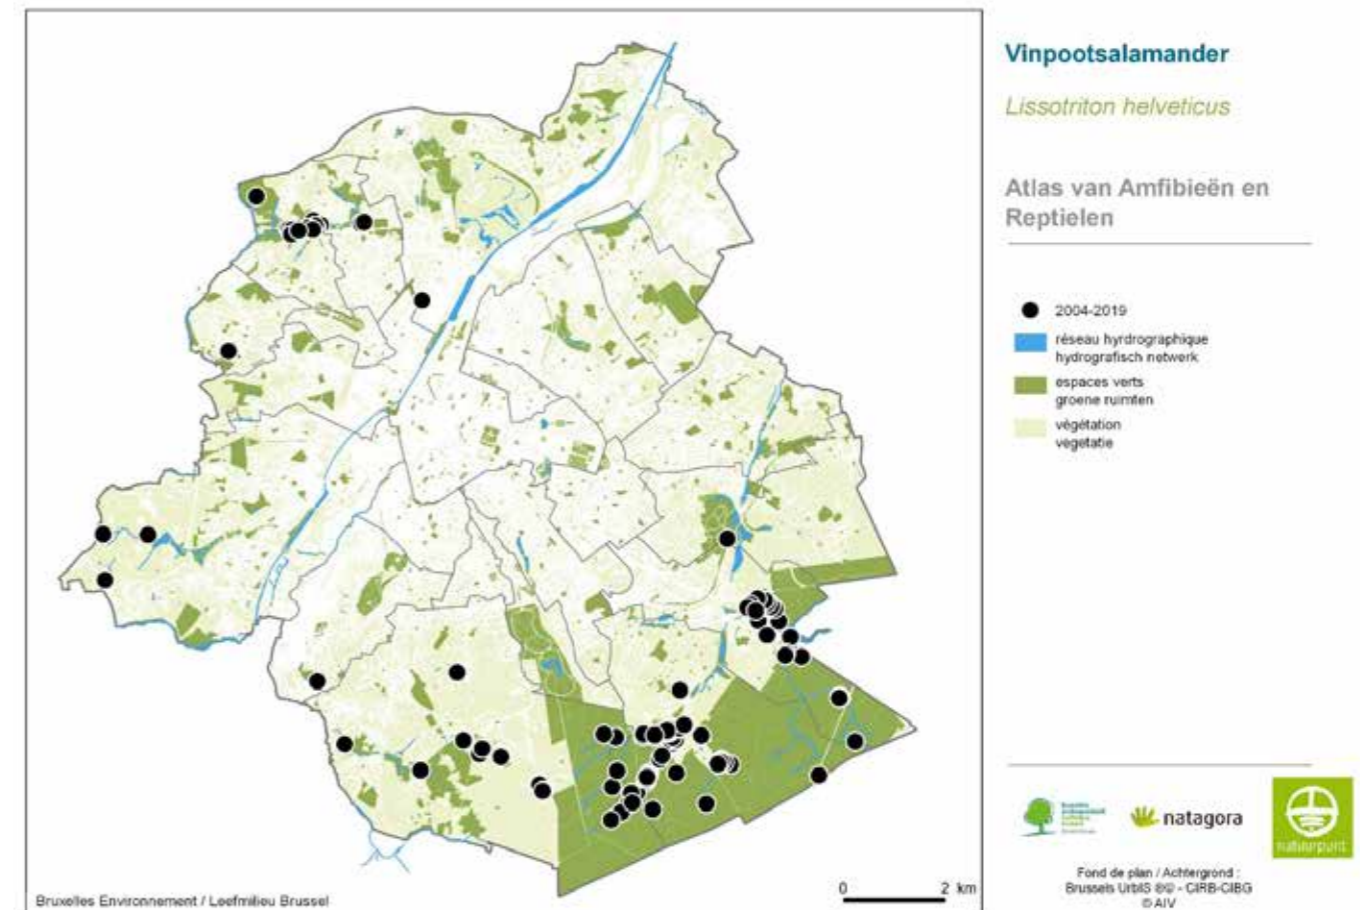 Vinpootsalamander
Lissotriton helveticus
Atlas van Amfibieën en
Reptielen
2004-2019
réseau hyrdrographique
hydrografisch netwerk
espaces verts
groene ruimten
végétation
vegetatie
natagora
natuurpunt
Fond de plan / Achtergrond :
Brussels UrbIS ®© - CIRB-CIBG
© AIV
0 2 km
Bruxelles Environnement / Leefmilieu Brussel